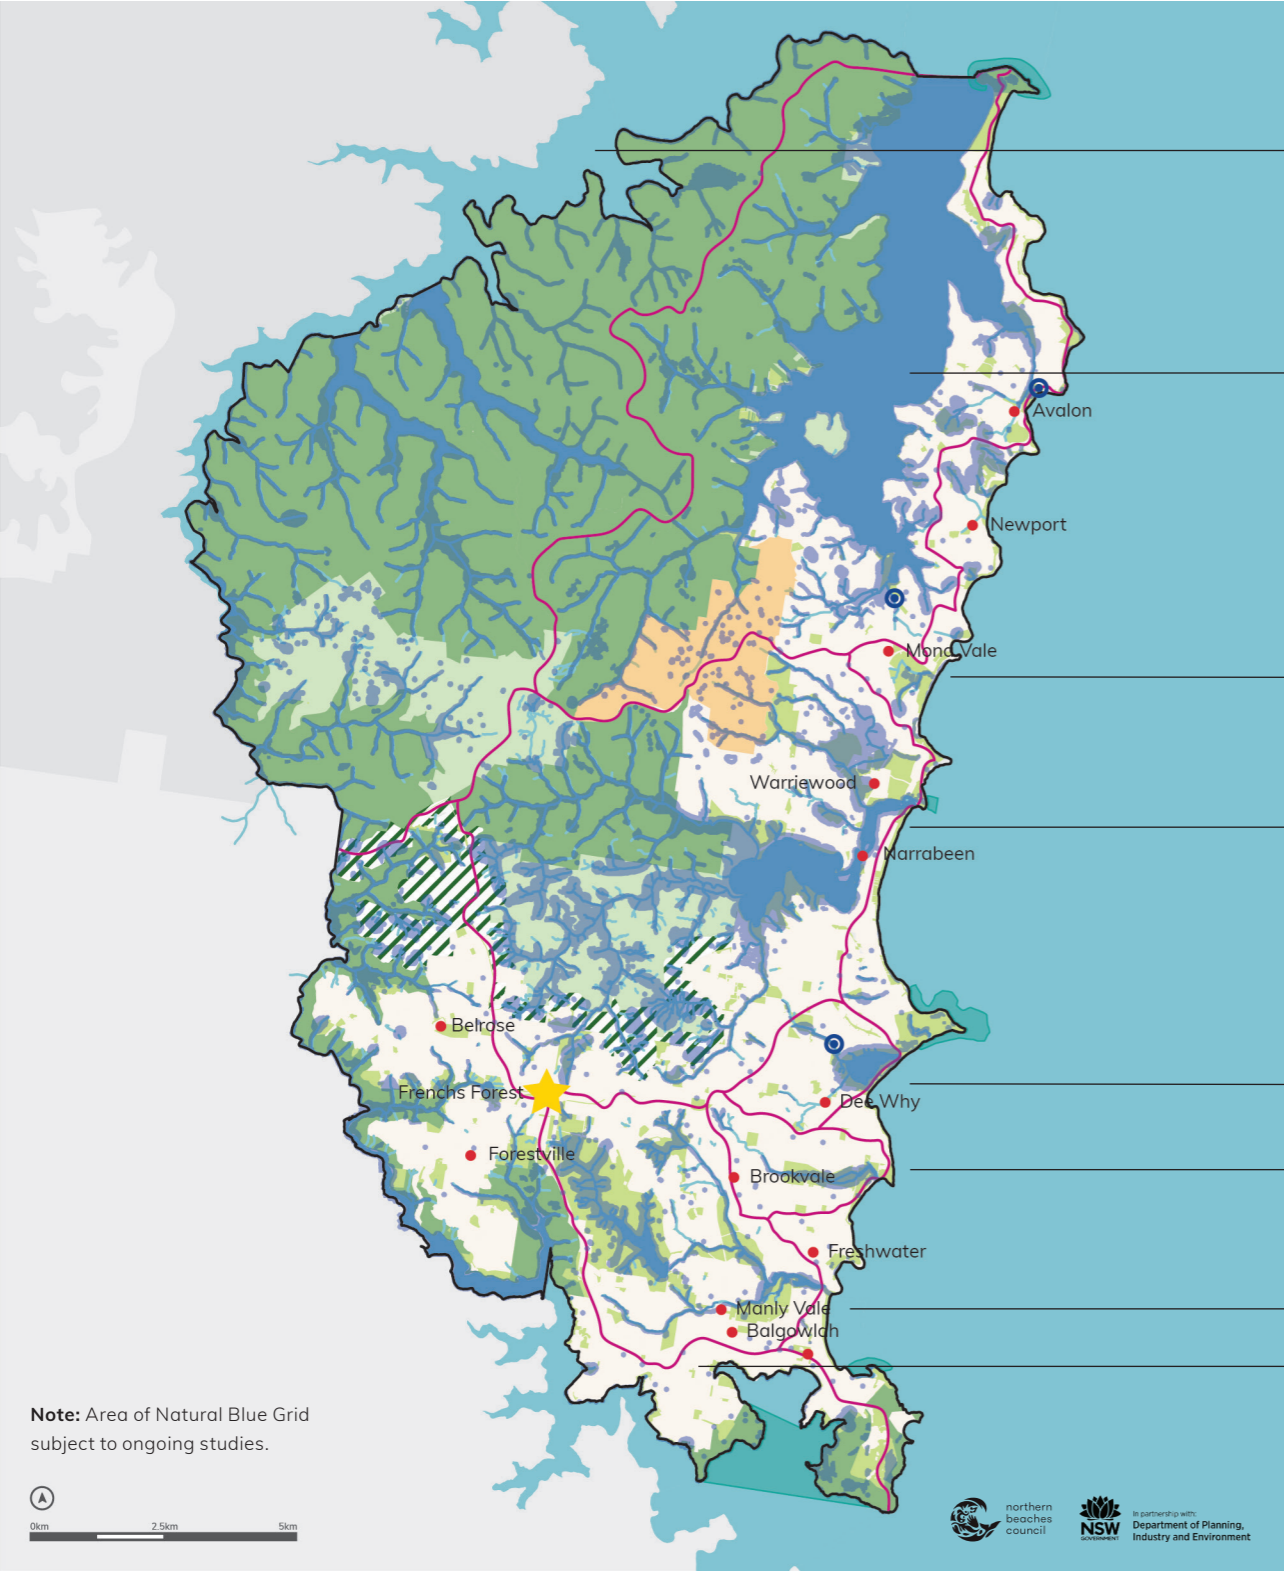 Avalon
Newport
Mona Vale
Warriewood
Narrabeen
Belrose
Frenchs Forest
Dee Why
Forestville
Brookvale
Freshwater
Manly Vale
Balgowlah
Note: Area of Natural Blue Grid
subject to ongoing studies.
0km 2.5km 5km
northern
beaches
council
NSW
GOVERNMENT
In partnership with:
Department of Planning,
Industry and Environment